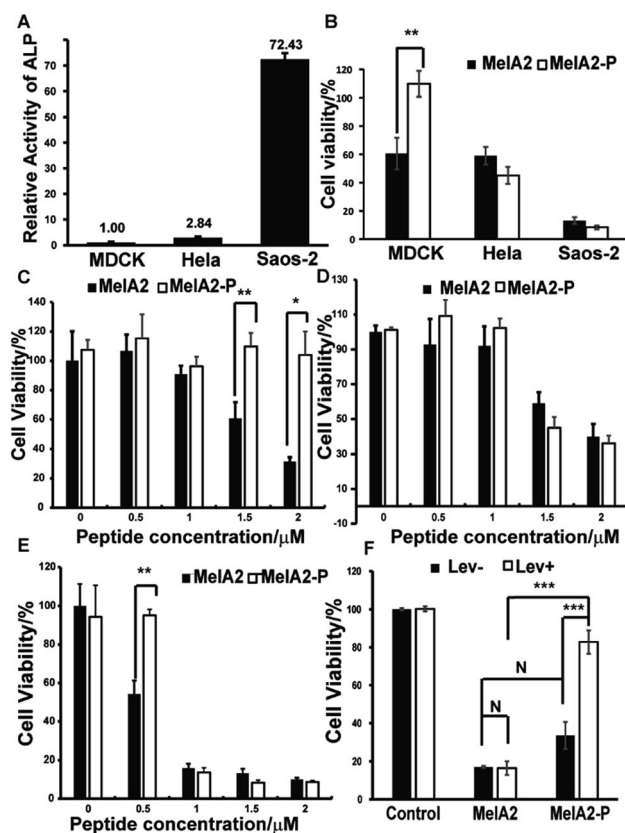 A
Relative Activity of ALP
70
60
50
40
30
20
10
0
1.00
2.84
72.43
MDCK Hela Saos-2
B
**
MelA2 MelA2-P
Cell viability/%
120
100
80
60
40
20
0
MDCK Hela Saos-2
C
MelA2 MelA2-P
** *
Cell Viability/%
140
120
100
80
60
40
20
0
0 0.5 1 1.5 2
Peptide concentration/μM
D
MelA2 MelA2-P
Cell Viability/%
110
90
70
50
30
10
-10
0 0.5 1 1.5 2
Peptide concentration/μM
E
MelA2 MelA2-P
**
Cell Viability/%
120
100
80
60
40
20
0
0 0.5 1 1.5 2
Peptide concentration/μM
F
Lev- Lev+
***
***
N
N
Cell Viability/%
120
100
80
60
40
20
0
Control MelA2 MelA2-P